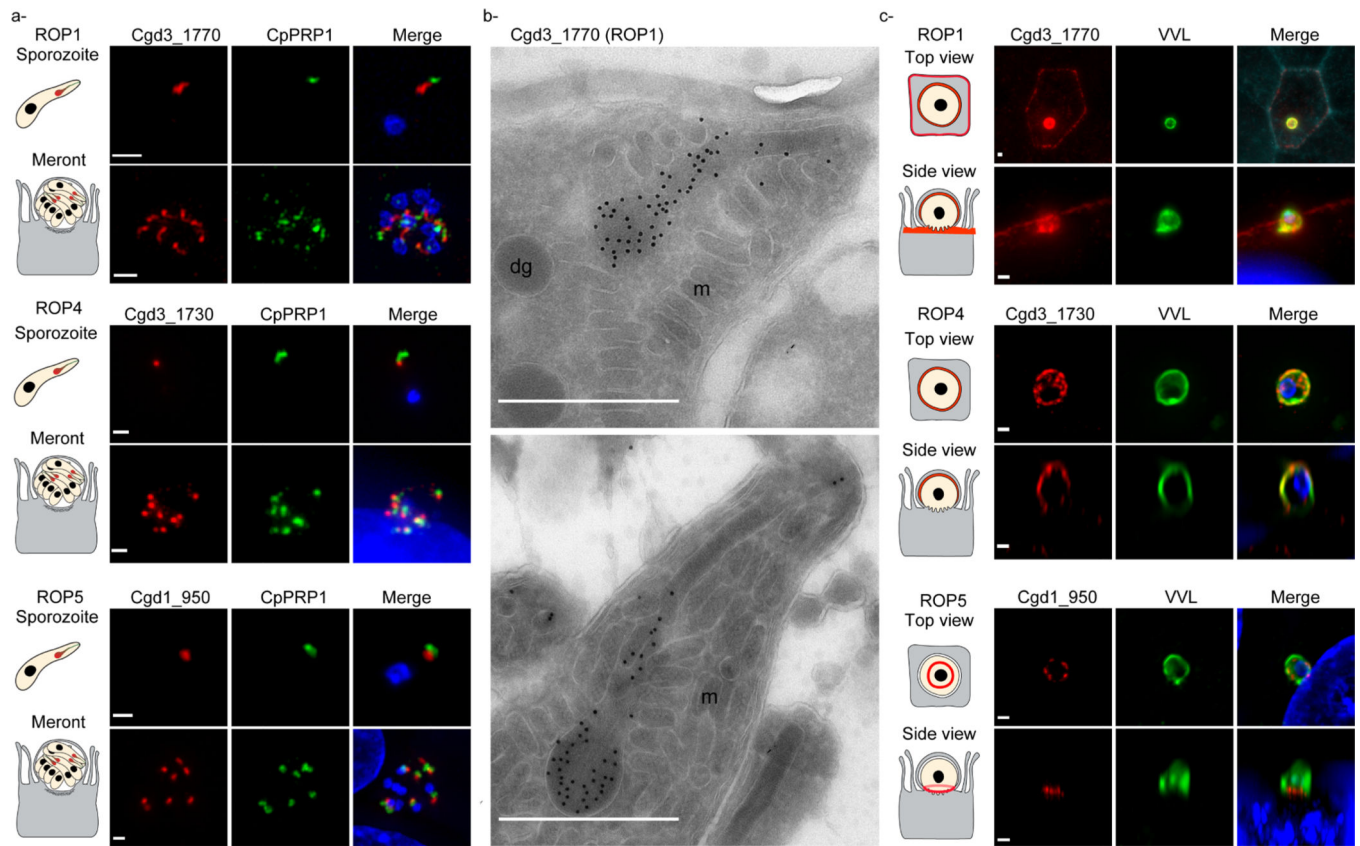 a-
ROP1
Sporozoite
Cgd3_1770 CpPRP1 Merge
Meront
ROP4
Sporozoite
Cgd3_1730 CpPRP1 Merge
Meront
ROP5
Sporozoite
Cgd1_950 CpPRP1 Merge
Meront
b-
Cgd3_1770 (ROP1)
dg
m
m
c-
ROP1
Top view
Cgd3_1770 VVL Merge
Side view
ROP4
Top view
Cgd3_1730 VVL Merge
Side view
ROP5
Top view
Cgd1_950 VVL Merge
Side view